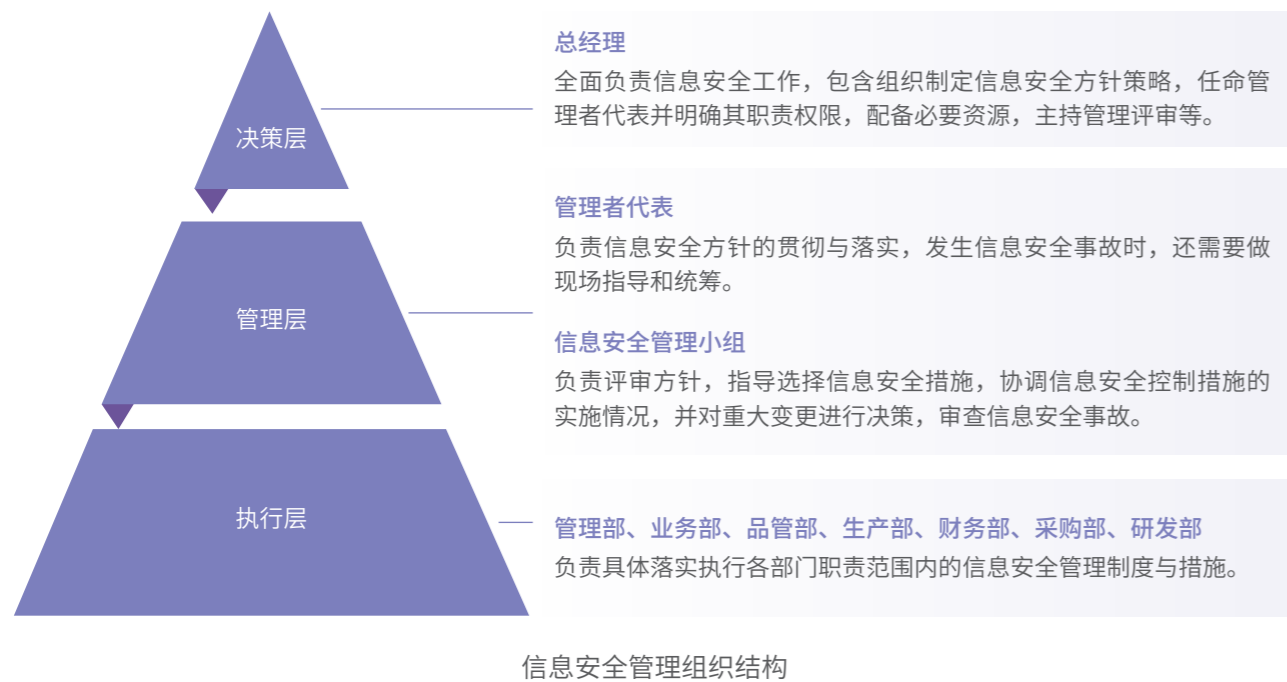 决策层
总经理
全面负责信息安全工作，包含组织制定信息安全方针策略，任命管
理者代表并明确其职责权限，配备必要资源，主持管理评审等。
管理层
管理者代表
负责信息安全方针的贯彻与落实，发生信息安全事故时，还需要做
现场指导和统筹。
信息安全管理小组
负责评审方针，指导选择信息安全措施，协调信息安全控制措施的
实施情况，并对重大变更进行决策，审查信息安全事故。
执行层
管理部、业务部、品管部、生产部、财务部、采购部、研发部
负责具体落实执行各部门职责范围内的信息安全管理制度与措施。
信息安全管理组织结构